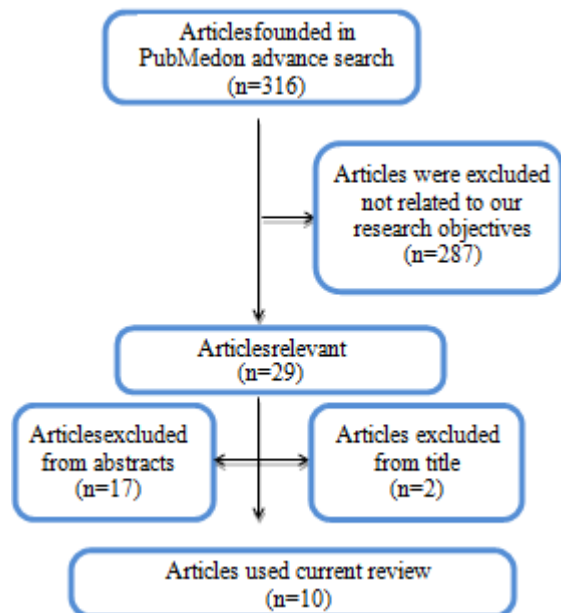 Articlesfounded in
PubMedon advance search
(n=316)
Articles were excluded
not related to our
research objectives
(n=287)
Articlesrelevant
(n=29)
Articlesexcluded
from abstracts
(n=17)
Articles excluded
from title
(n=2)
Articles used current review
(n=10)